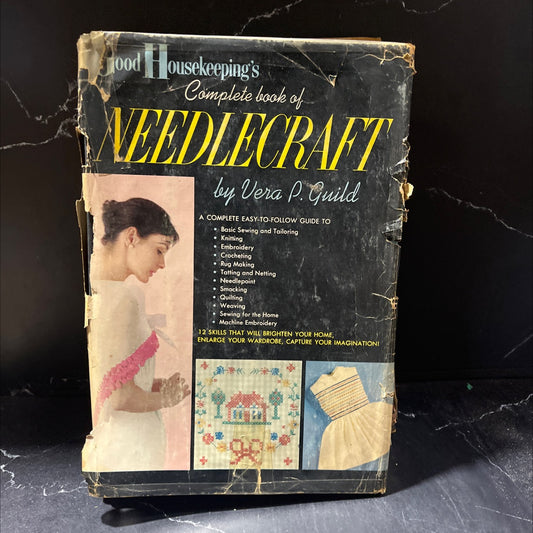 Good Housekeeping's
Complete book of
NEEDLECRAFT
by Vera P. Guild
A COMPLETE EASY-TO-FOLLOW GUIDE TO
• Basic Sewing and Tailoring
• Knitting
• Embroidery
• Crocheting
• Rug Making
• Tatting and Netting
• Needlepoint
• Smocking
• Quilting
• Weaving
• Sewing for the Home
• Machine Embroidery
12 SKILLS THAT WILL BRIGHTEN YOUR HOME,
ENLARGE YOUR WARDROBE, CAPTURE YOUR IMAGINATION!